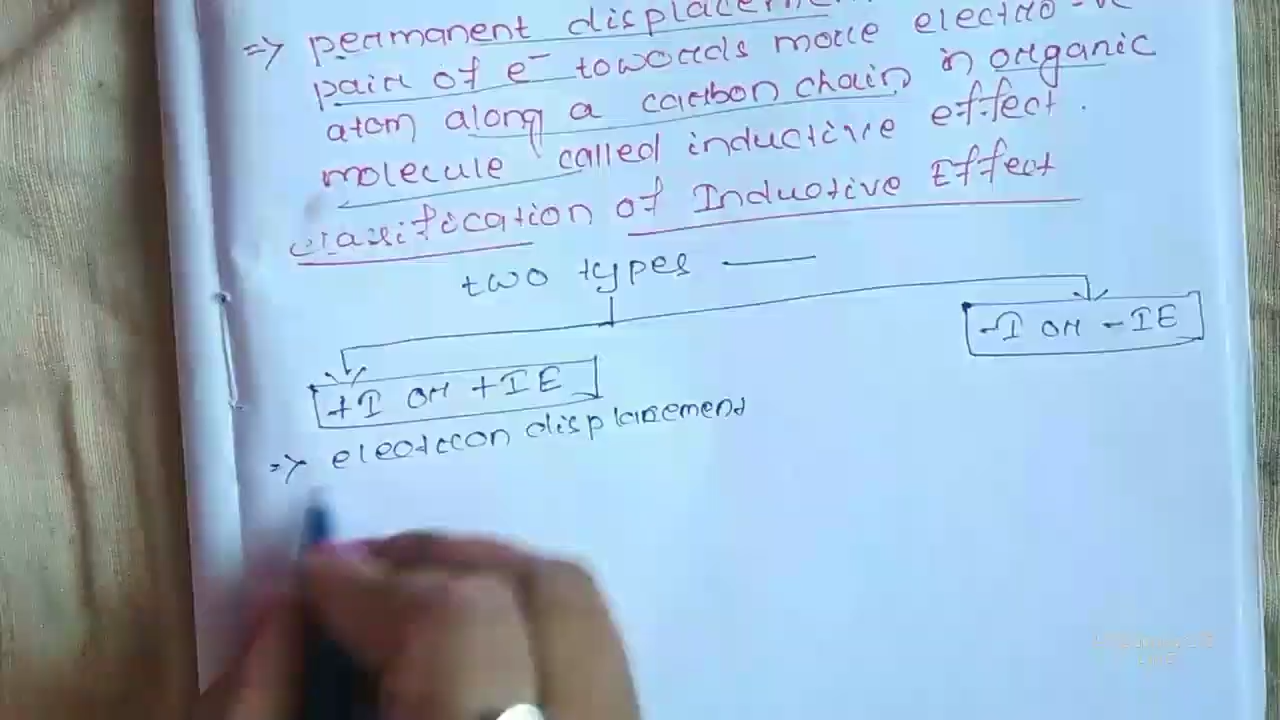 => permanent displaceme
pair of e⁻ towards more electro -ve
atom along a carbon chain in organic
molecule called inductive effect.
classification of Inductive Effect
two types —
-I or -IE
+I or +IE
=> electron displacement